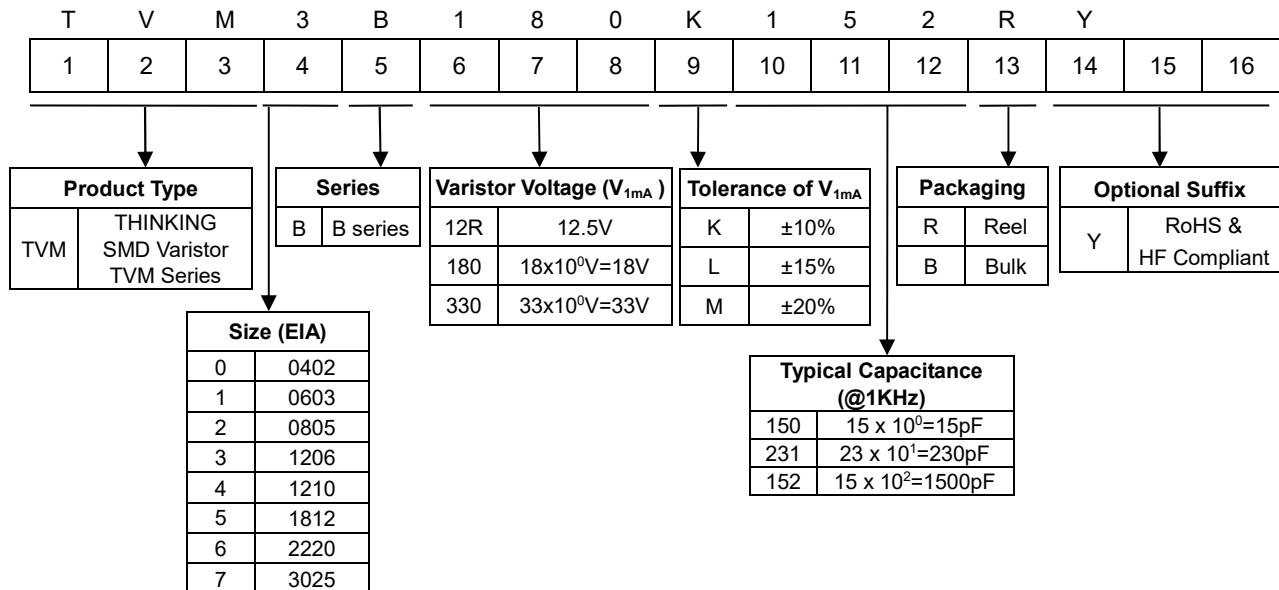 T V M 3 B 1 8 0 K 1 5 2 R Y
1 2 3 4 5 6 7 8 9 10 11 12 13 14 15 16
Product Type
TVM
THINKING
SMD Varistor
TVM Series
Series
B B series
Varistor Voltage (V1mA )
12R 12.5V
180 18x10⁰V=18V
330 33x10⁰V=33V
Tolerance of V1mA
K ±10%
L ±15%
M ±20%
Packaging
R Reel
B Bulk
Optional Suffix
Y
RoHS &
HF Compliant
Size (EIA)
0 0402
1 0603
2 0805
3 1206
4 1210
5 1812
6 2220
7 3025
Typical Capacitance
(@1KHz)
150 15 x 10⁰=15pF
231 23 x 10¹=230pF
152 15 x 10²=1500pF